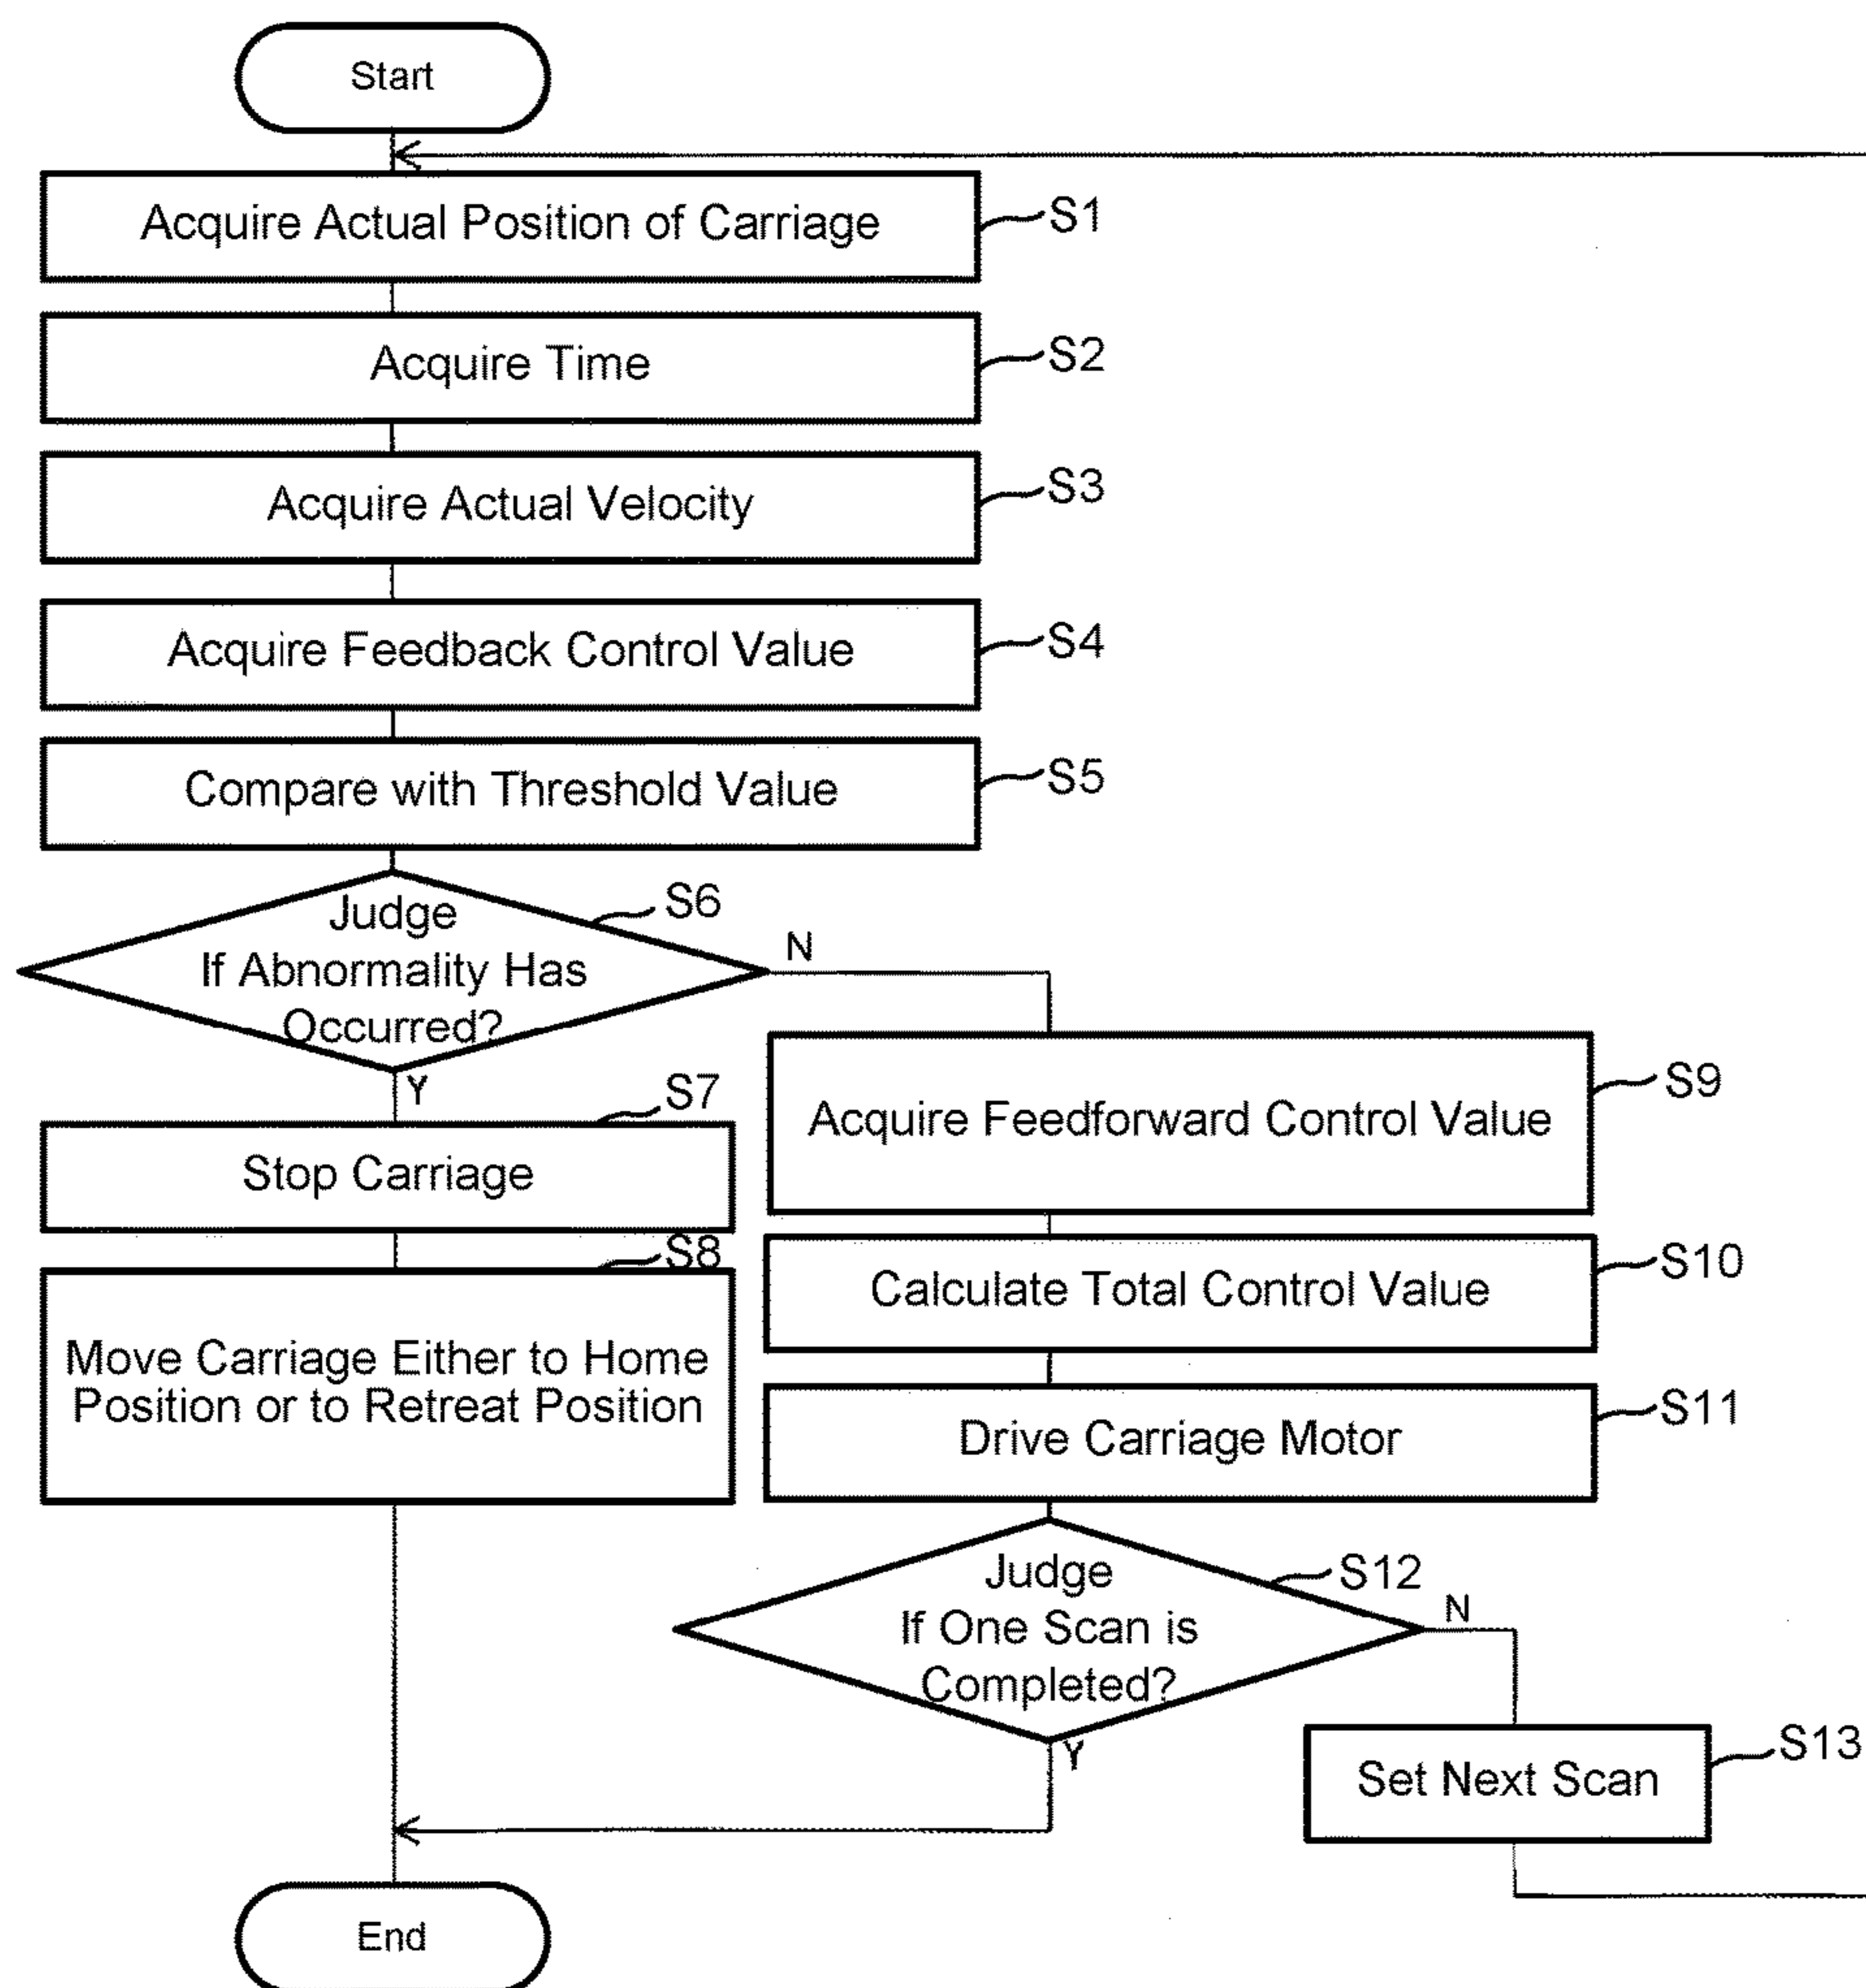 Start
Acquire Actual Position of Carriage
S1
Acquire Time
S2
Acquire Actual Velocity
S3
Acquire Feedback Control Value
S4
Compare with Threshold Value
S5
Judge
If Abnormality Has
Occurred?
S6
N
Y
S7
Stop Carriage
S8
Move Carriage Either to Home
Position or to Retreat Position
Acquire Feedforward Control Value
S9
Calculate Total Control Value
S10
Drive Carriage Motor
S11
Judge
If One Scan is
Completed?
S12
N
Y
Set Next Scan
S13
End